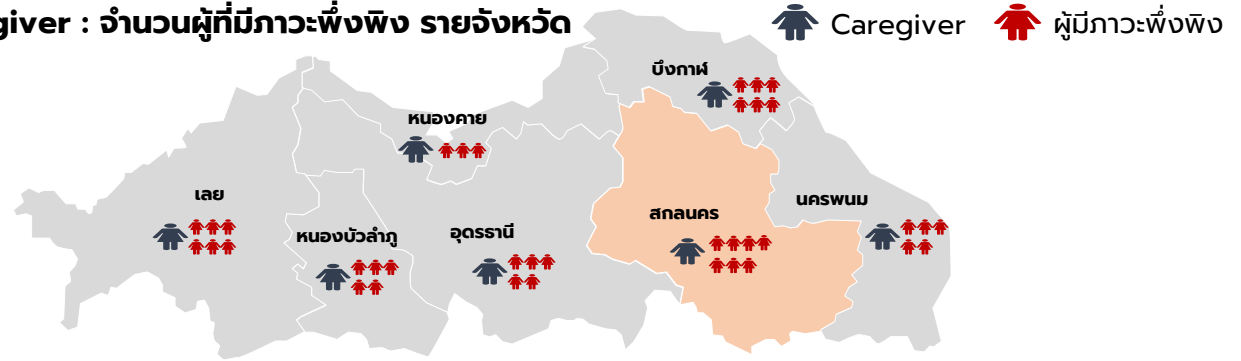 giver : จำนวนผู้ที่มีภาวะพึ่งพิง รายจังหวัด
Caregiver ผู้มีภาวะพึ่งพิง
บึงกาฬ
หนองคาย
เลย
นครพนม
สกลนคร
อุดรธานี
หนองบัวลำภู